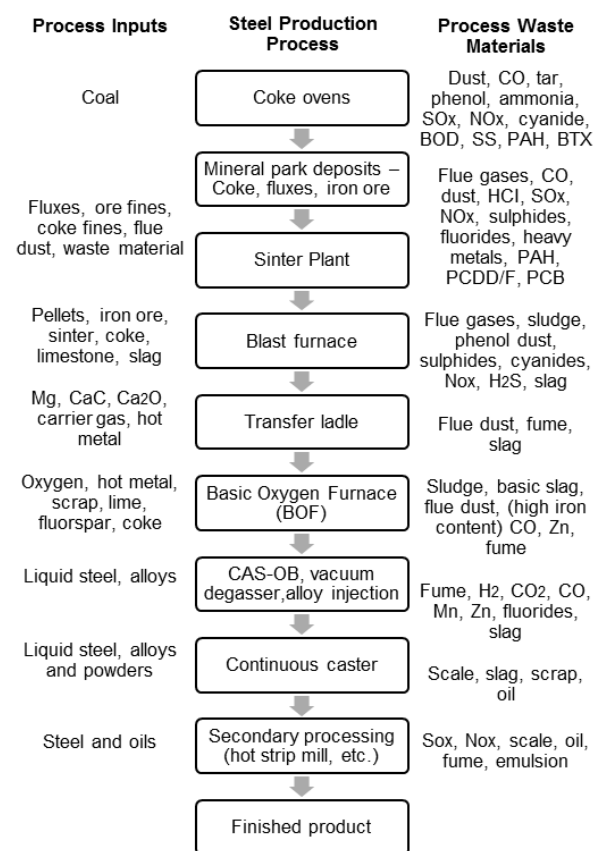 Process Inputs
Steel Production
Process
Process Waste
Materials
Coal
Coke ovens
Dust, CO, tar,
phenol, ammonia,
SOx, NOx, cyanide,
BOD, SS, PAH, BTX
Mineral park deposits –
Coke, fluxes, iron ore
Fluxes, ore fines,
coke fines, flue
dust, waste material
Sinter Plant
Flue gases, CO,
dust, HCl, SOx,
NOx, sulphides,
fluorides, heavy
metals, PAH,
PCDD/F, PCB
Pellets, iron ore,
sinter, coke,
limestone, slag
Blast furnace
Flue gases, sludge,
phenol dust,
sulphides, cyanides,
Nox, H2S, slag
Mg, CaC, Ca2O,
carrier gas, hot
metal
Transfer ladle
Flue dust, fume,
slag
Oxygen, hot metal,
scrap, lime,
fluorspar, coke
Basic Oxygen Furnace
(BOF)
Sludge, basic slag,
flue dust, (high iron
content) CO, Zn,
fume
Liquid steel, alloys
CAS-OB, vacuum
degasser,alloy injection
Fume, H2, CO2, CO,
Mn, Zn, fluorides,
slag
Liquid steel, alloys
and powders
Continuous caster
Scale, slag, scrap,
oil
Steel and oils
Secondary processing
(hot strip mill, etc.)
Sox, Nox, scale, oil,
fume, emulsion
Finished product